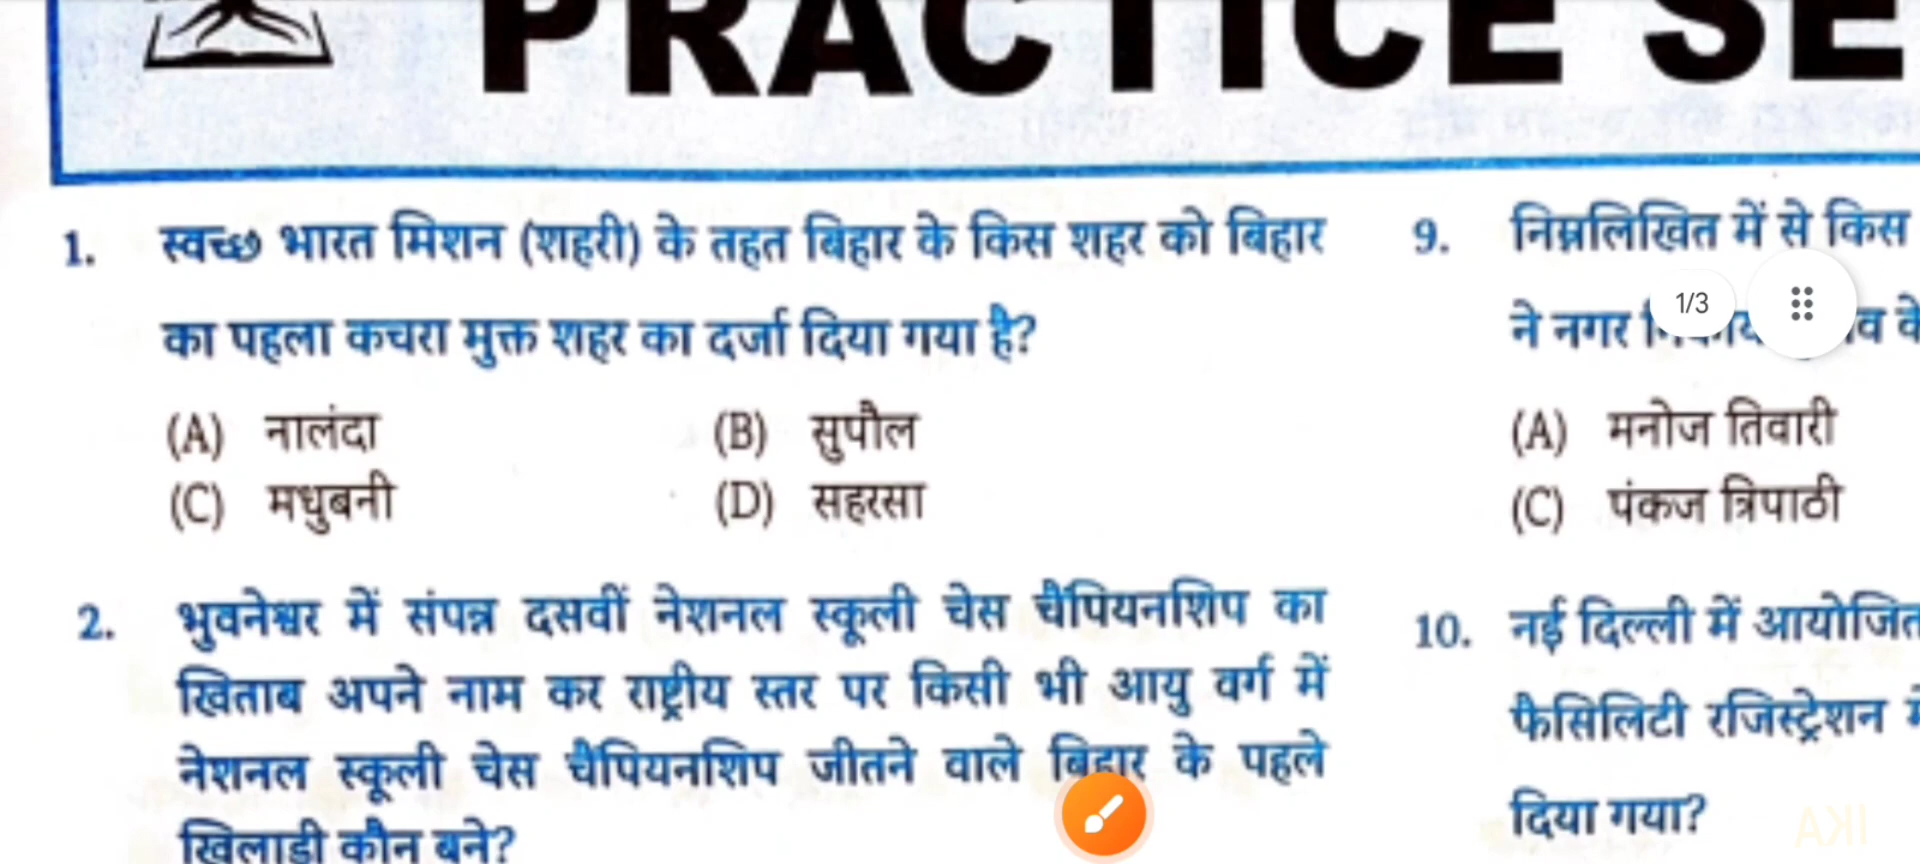 PRACTICE SE
1. स्वच्छ भारत मिशन (शहरी) के तहत बिहार के किस शहर को बिहार
का पहला कचरा मुक्त शहर का दर्जा दिया गया है?
(A) नालंदा (B) सुपौल
(C) मधुबनी (D) सहरसा
2. भुवनेश्वर में संपन्न दसवीं नेशनल स्कूली चेस चैंपियनशिप का
खिताब अपने नाम कर राष्ट्रीय स्तर पर किसी भी आयु वर्ग में
नेशनल स्कूली चेस चैंपियनशिप जीतने वाले बिहार के पहले
खिलाड़ी कौन बने?
9. निम्नलिखित में से किस
ने नगर
1/3
(A) मनोज तिवारी
(C) पंकज त्रिपाठी
10. नई दिल्ली में आयोजित
फैसिलिटी रजिस्ट्रेशन
दिया गया?